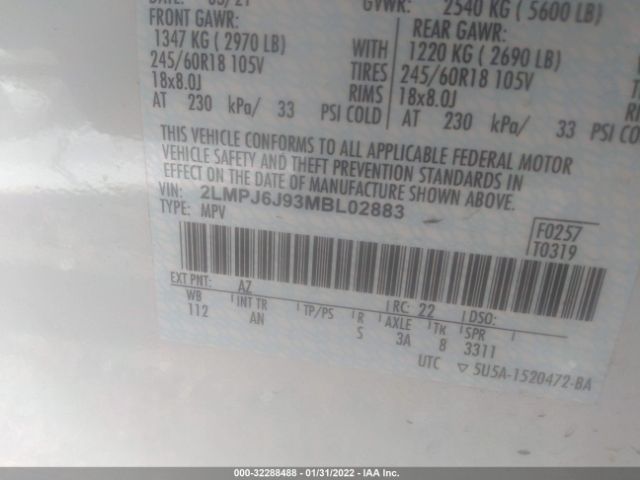 DATE: 03/21 GVWR: 2540 KG ( 5600 LB)
FRONT GAWR: REAR GAWR:
1347 KG ( 2970 LB) WITH 1220 KG ( 2690 LB)
245/60R18 105V TIRES 245/60R18 105V
18x8.0J RIMS 18x8.0J
AT 230 kPa/ 33 PSI COLD AT 230 kPa/ 33 PSI CO
THIS VEHICLE CONFORMS TO ALL APPLICABLE FEDERAL MOTOR
VEHICLE SAFETY AND THEFT PREVENTION STANDARDS IN
EFFECT ON THE DATE OF MANUFACTURE SHOWN ABOVE.
VIN: 2LMPJ6J93MBL02883
TYPE: MPV
F0257
T0319
EXT PNT: AZ RC: 22 DSO:
WB INT TR TP/PS R AXLE TR SPR
112 AN S 3A 8 3311
UTC ▽ 5U5A-1520472-BA
000-32288488 - 01/31/2022 - IAA Inc.